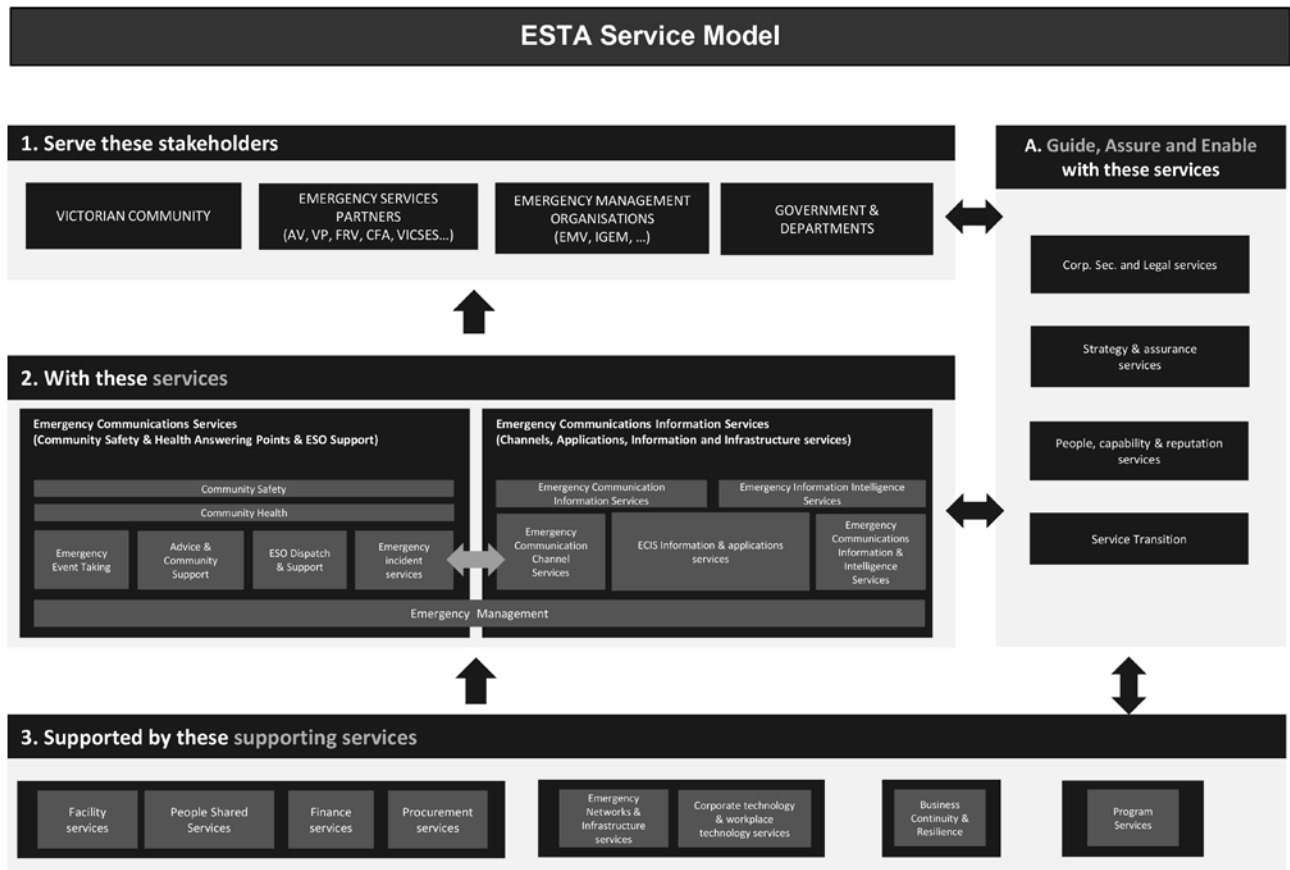 ESTA Service Model
1. Serve these stakeholders
VICTORIAN COMMUNITY
EMERGENCY SERVICES
PARTNERS
(AV, VP, FRV, CFA, VICSES...)
EMERGENCY MANAGEMENT
ORGANISATIONS
(EMV, IGEM, ...)
GOVERNMENT &
DEPARTMENTS
A. Guide, Assure and Enable
with these services
Corp. Sec. and Legal services
Strategy & assurance
services
People, capability & reputation
services
Service Transition
2. With these services
Emergency Communications Services
(Community Safety & Health Answering Points & ESO Support)
Community Safety
Community Health
Emergency
Event Taking
Advice &
Community
Support
ESO Dispatch
& Support
Emergency
incident
services
Emergency Communications Information Services
(Channels, Applications, Information and Infrastructure services)
Emergency Communication
Information Services
Emergency Information Intelligence
Services
Emergency
Communication
Channel
Services
ECIS Information & applications
services
Emergency
Communications
Information &
Intelligence
Services
Emergency Management
3. Supported by these supporting services
Facility
services
People Shared
Services
Finance
services
Procurement
services
Emergency
Networks &
Infrastructure
services
Corporate technology
& workplace
technology services
Business
Continuity &
Resilience
Program
Services